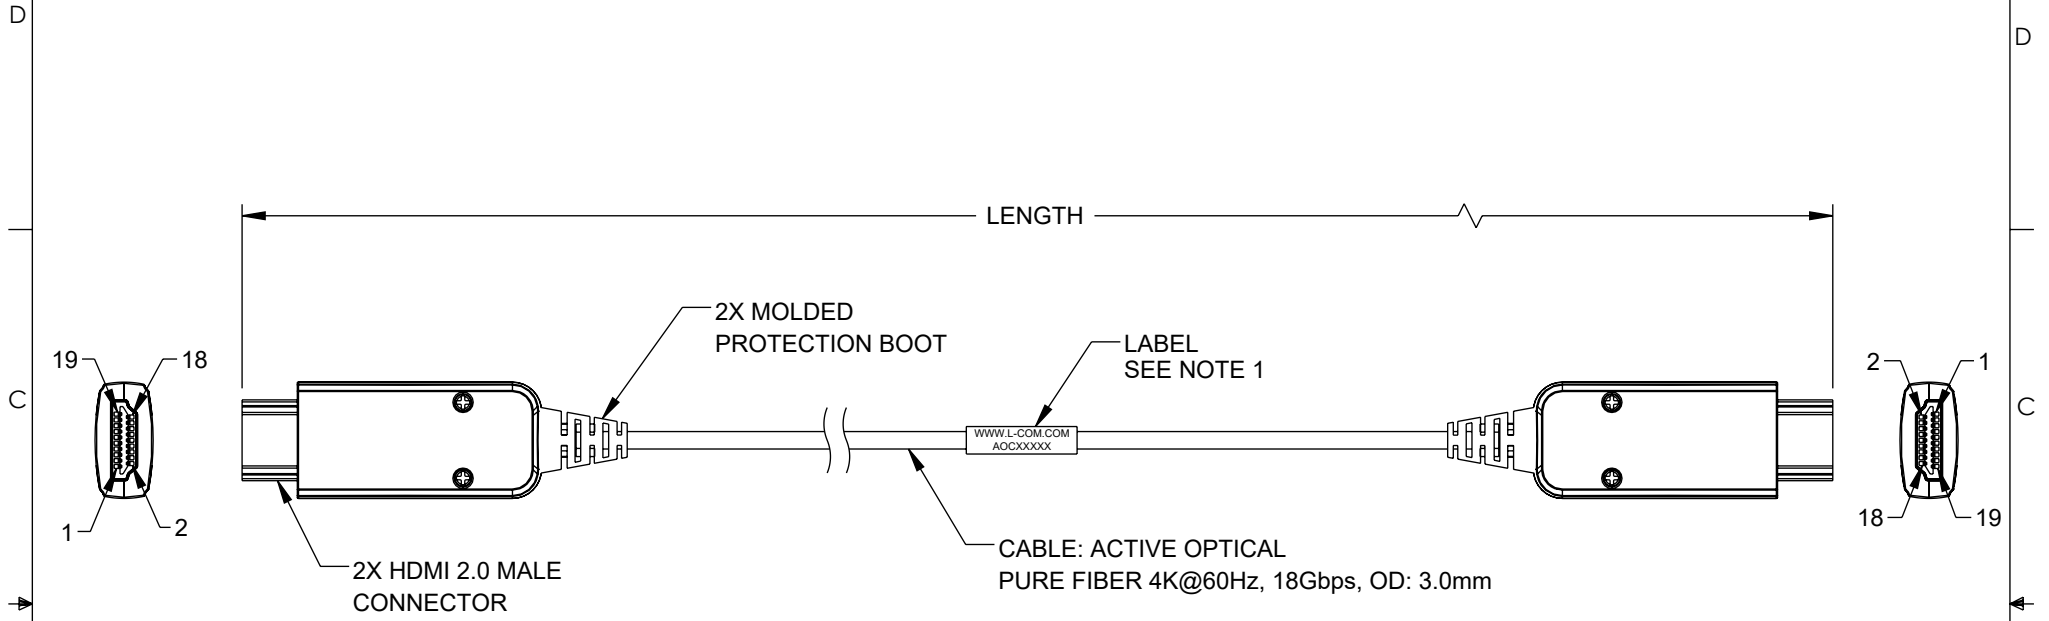 D
D
LENGTH
2X MOLDED
PROTECTION BOOT
LABEL
SEE NOTE 1
19
18
2
1
C
C
WWW.L-COM.COM
AOCXXXXX
1
2
18
19
CABLE: ACTIVE OPTICAL
PURE FIBER 4K@60Hz, 18Gbps, OD: 3.0mm
2X HDMI 2.0 MALE
CONNECTOR